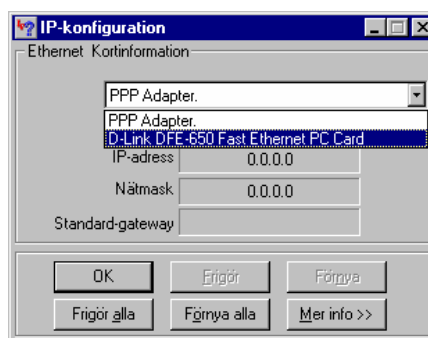 IP-konfiguration
Ethernet Kortinformation
PPP Adapter.
PPP Adapter.
D-Link DFE-650 Fast Ethernet PC Card
IP-adress 0.0.0.0
Nätmask 0.0.0.0
Standard-gateway
OK Frigör Förnya
Frigör alla Förnya alla Mer info >>